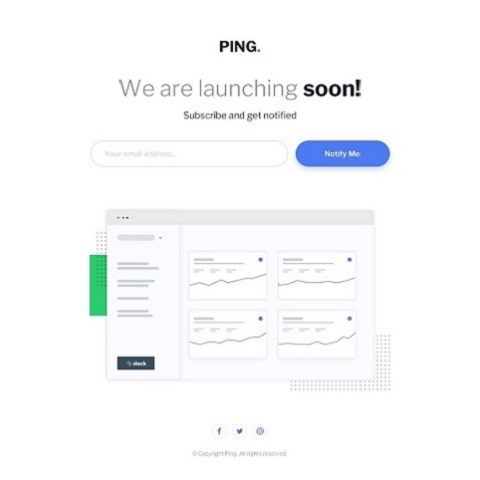 PING.
We are launching soon!
Subscribe and get notified
Your email address...
Notify Me
slack
© Copyright Ping. All rights reserved.